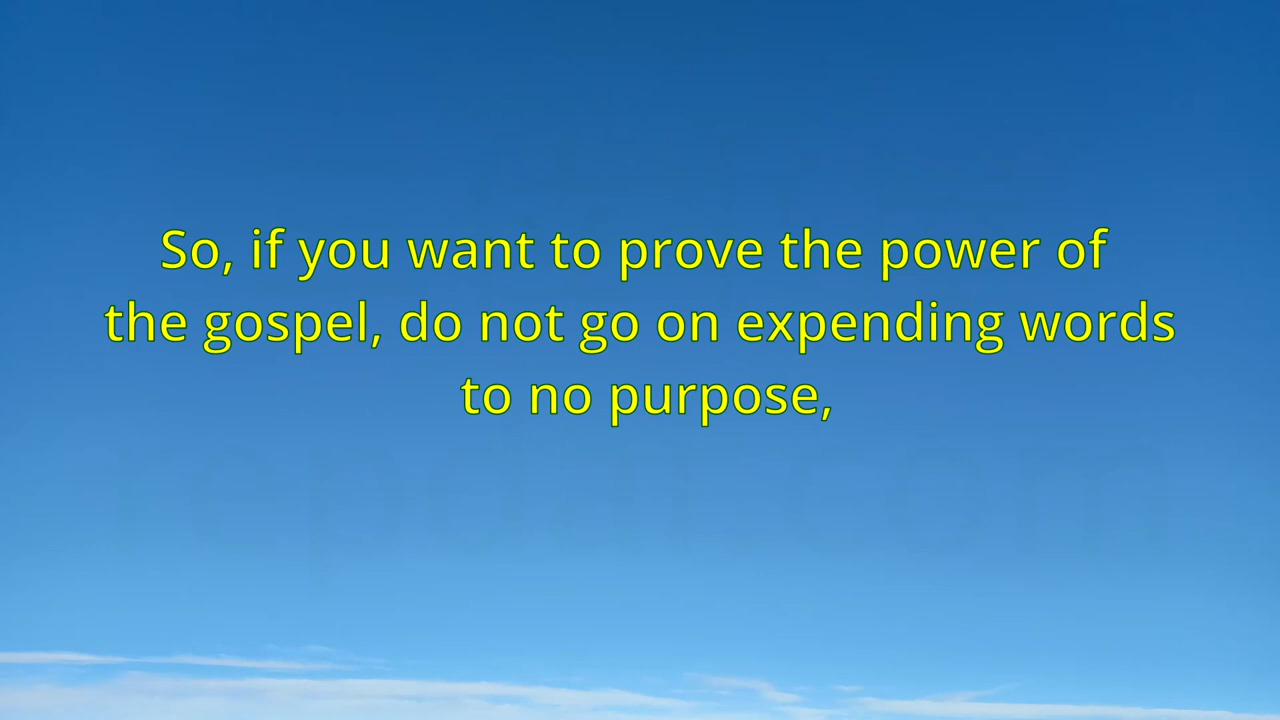 So, if you want to prove the power of
the gospel, do not go on expending words
to no purpose,